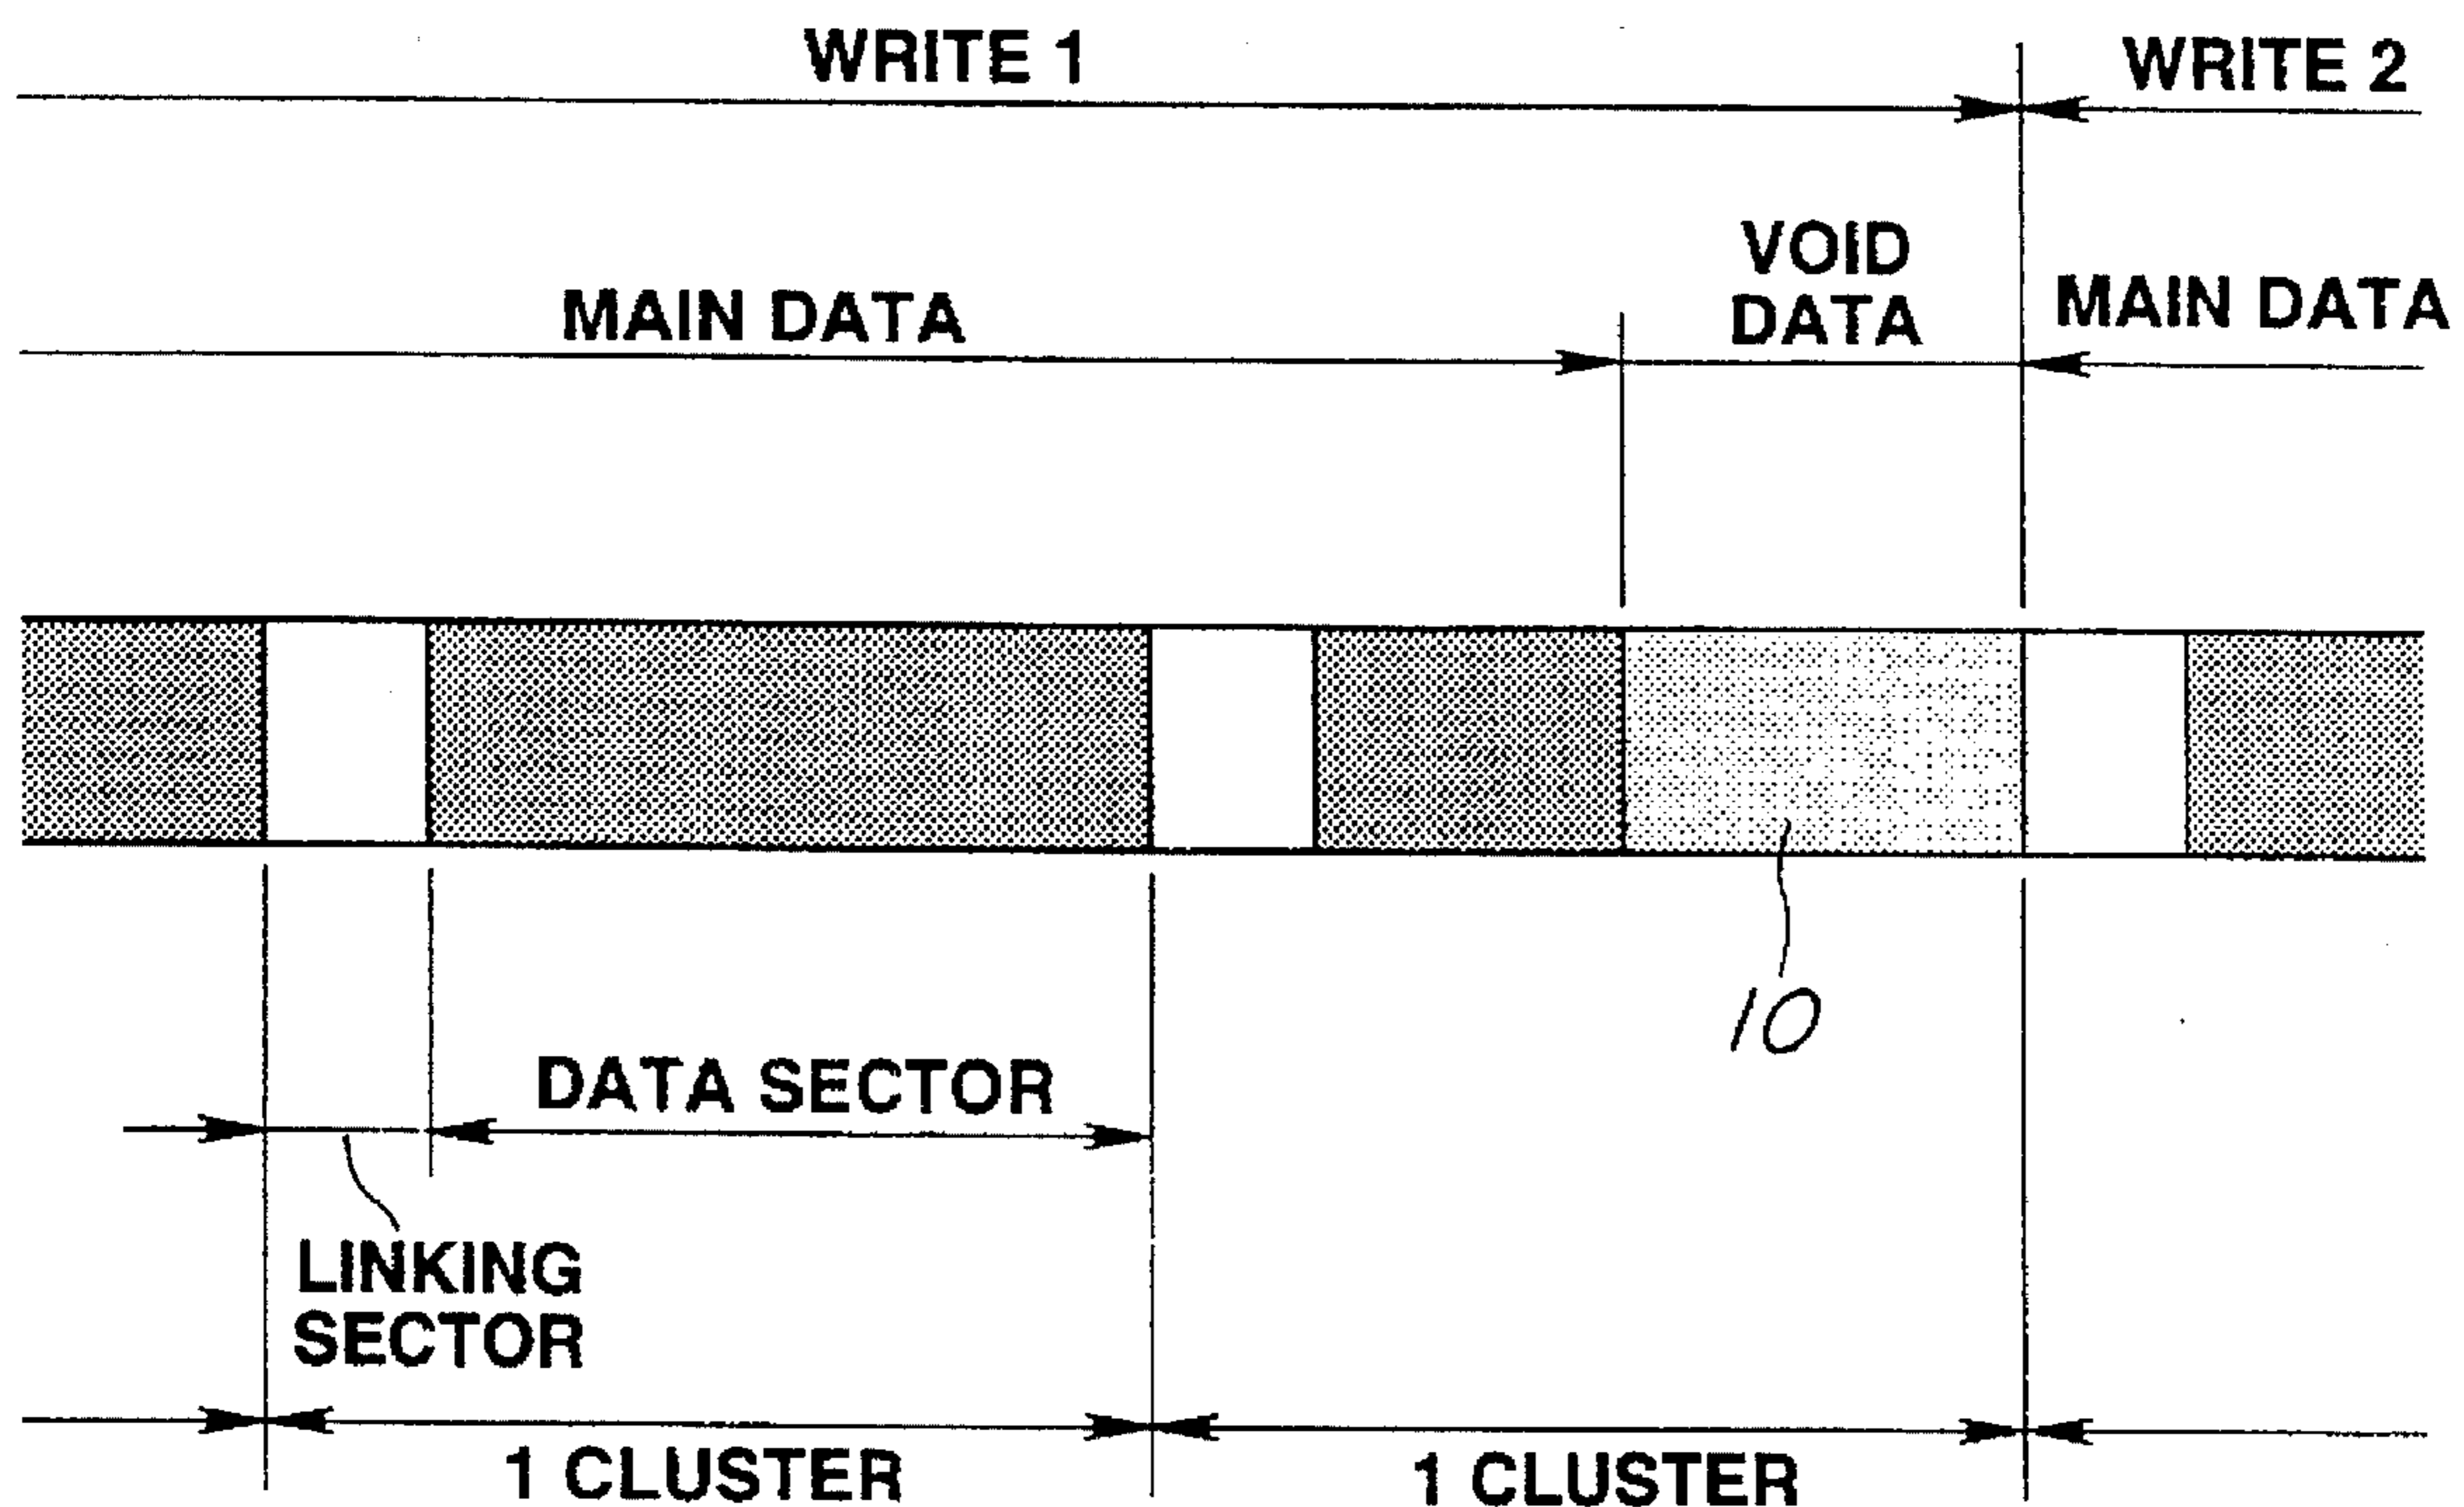 WRITE 1
WRITE 2
VOID
DATA
MAIN DATA
MAIN DATA
10
DATA SECTOR
LINKING
SECTOR
1 CLUSTER
1 CLUSTER